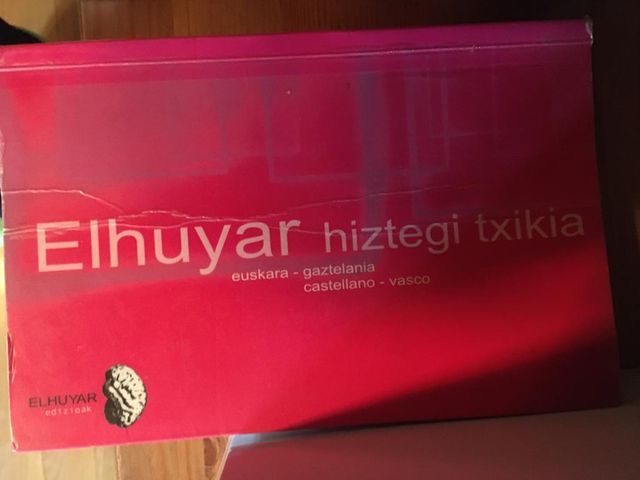 Elhuyar hiztegi txikia
euskara - gaztelania
castellano - vasco
ELHUYAR
edizioak